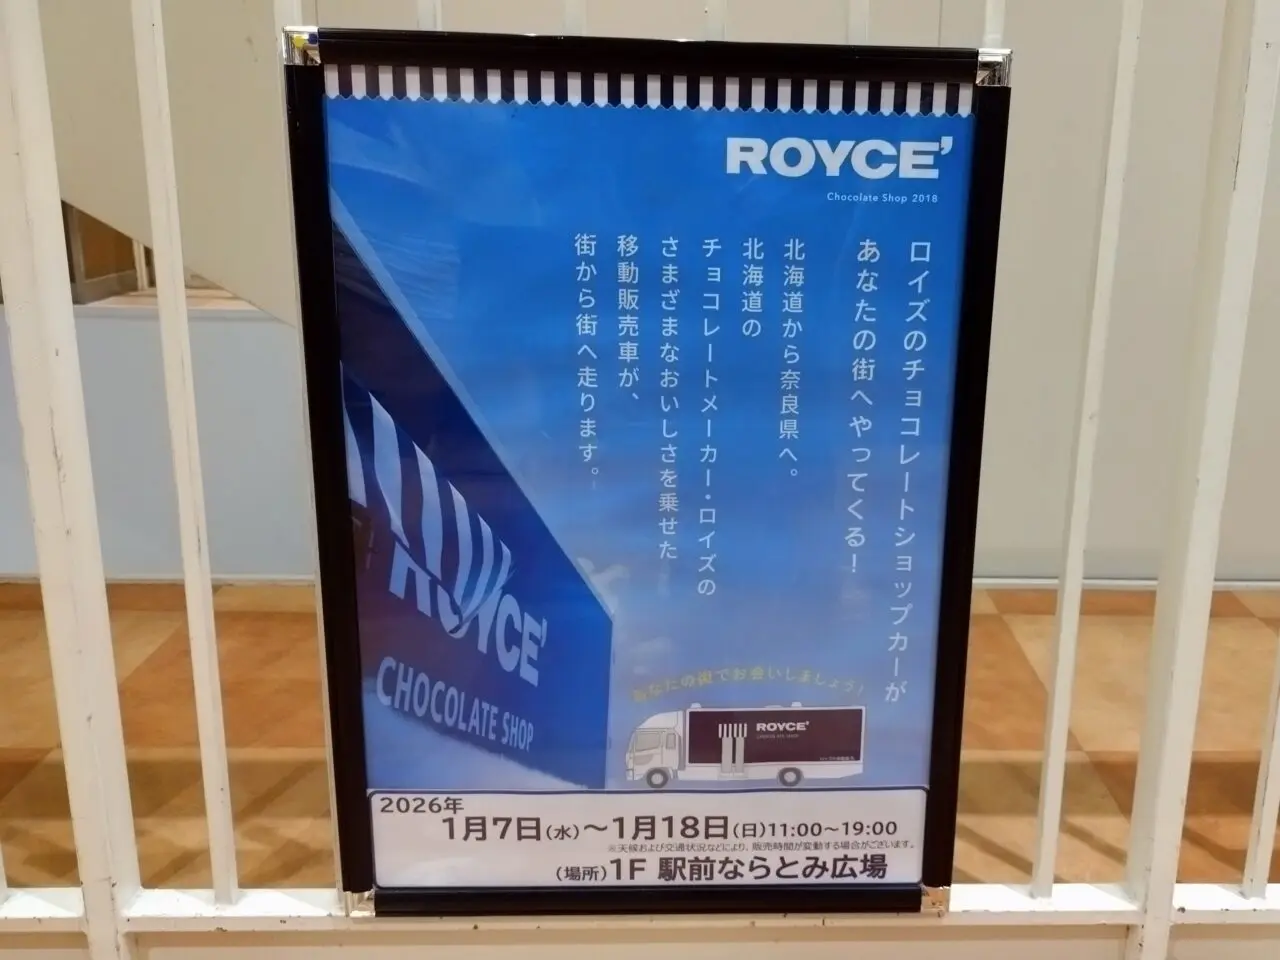 ROYCE'
Chocolate Shop 2018
ロイズのチョコレートショップカーが
あなたの街へやってくる！
北海道から奈良県へ。
北海道の
チョコレートメーカー・ロイズの
さまざまなおいしさを乗せた
移動販売車が、
街から街へ走ります。
ROYCE'
CHOCOLATE SHOP
あなたの街でお会いしましょう！
ROYCE'
2026年
1月7日（水）～1月18日（日）11:00～19:00
※天候および交通状況などにより、販売時間が変動する場合がございます。
（場所）1F 駅前ならとみ広場